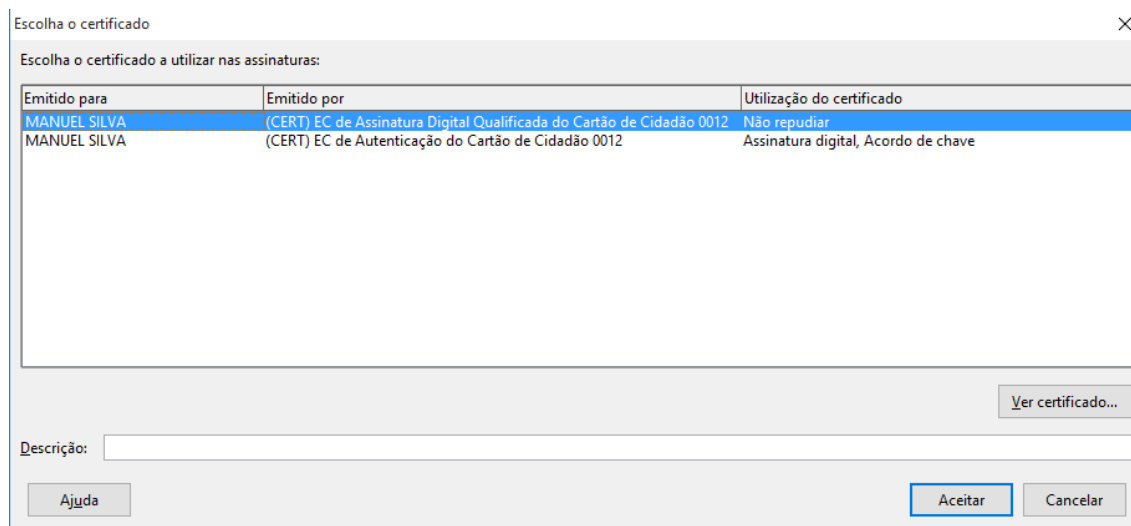 Escolha o certificado
Escolha o certificado a utilizar nas assinaturas:
Emitido para Emitido por Utilização do certificado
MANUEL SILVA (CERT) EC de Assinatura Digital Qualificada do Cartão de Cidadão 0012 Não repudiar
MANUEL SILVA (CERT) EC de Autenticação do Cartão de Cidadão 0012 Assinatura digital, Acordo de chave
Ver certificado...
Descrição:
Ajuda Aceitar Cancelar